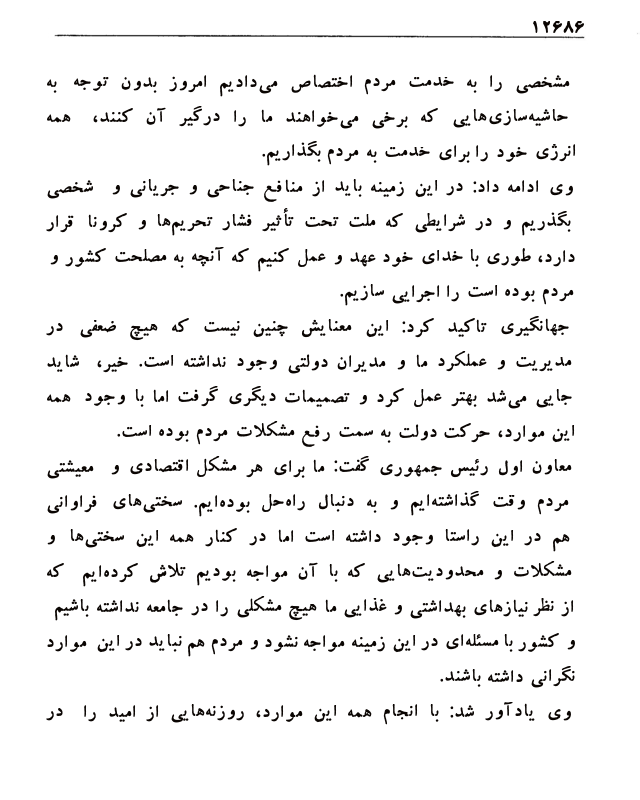 ۱۲۶۸۶
مشخصی را به خدمت مردم اختصاص می‌دادیم امروز بدون توجه به
حاشیه‌سازی‌هایی که برخی می‌خواهند ما را درگیر آن کنند، همه
انرژی خود را برای خدمت به مردم بگذاریم.
وی ادامه داد: در این زمینه باید از منافع جناحی و جریانی و شخصی
بگذریم و در شرایطی که ملت تحت تأثیر فشار تحریم‌ها و کرونا قرار
دارد، طوری با خدای خود عهد و عمل کنیم که آنچه به مصلحت کشور و
مردم بوده است را اجرایی سازیم.
جهانگیری تاکید کرد: این معنایش چنین نیست که هیچ ضعفی در
مدیریت و عملکرد ما و مدیران دولتی وجود نداشته است. خیر، شاید
جایی می‌شد بهتر عمل کرد و تصمیمات دیگری گرفت اما با وجود همه
این موارد، حرکت دولت به سمت رفع مشکلات مردم بوده است.
معاون اول رئیس جمهوری گفت: ما برای هر مشکل اقتصادی و معیشتی
مردم وقت گذاشته‌ایم و به دنبال راه‌حل بوده‌ایم. سختی‌های فراوانی
هم در این راستا وجود داشته است اما در کنار همه این سختی‌ها و
مشکلات و محدودیت‌هایی که با آن مواجه بودیم تلاش کرده‌ایم که
از نظر نیازهای بهداشتی و غذایی ما هیچ مشکلی را در جامعه نداشته باشیم
و کشور با مسئله‌ای در این زمینه مواجه نشود و مردم هم نباید در این موارد
نگرانی داشته باشند.
وی یادآور شد: با انجام همه این موارد، روزنه‌هایی از امید را در